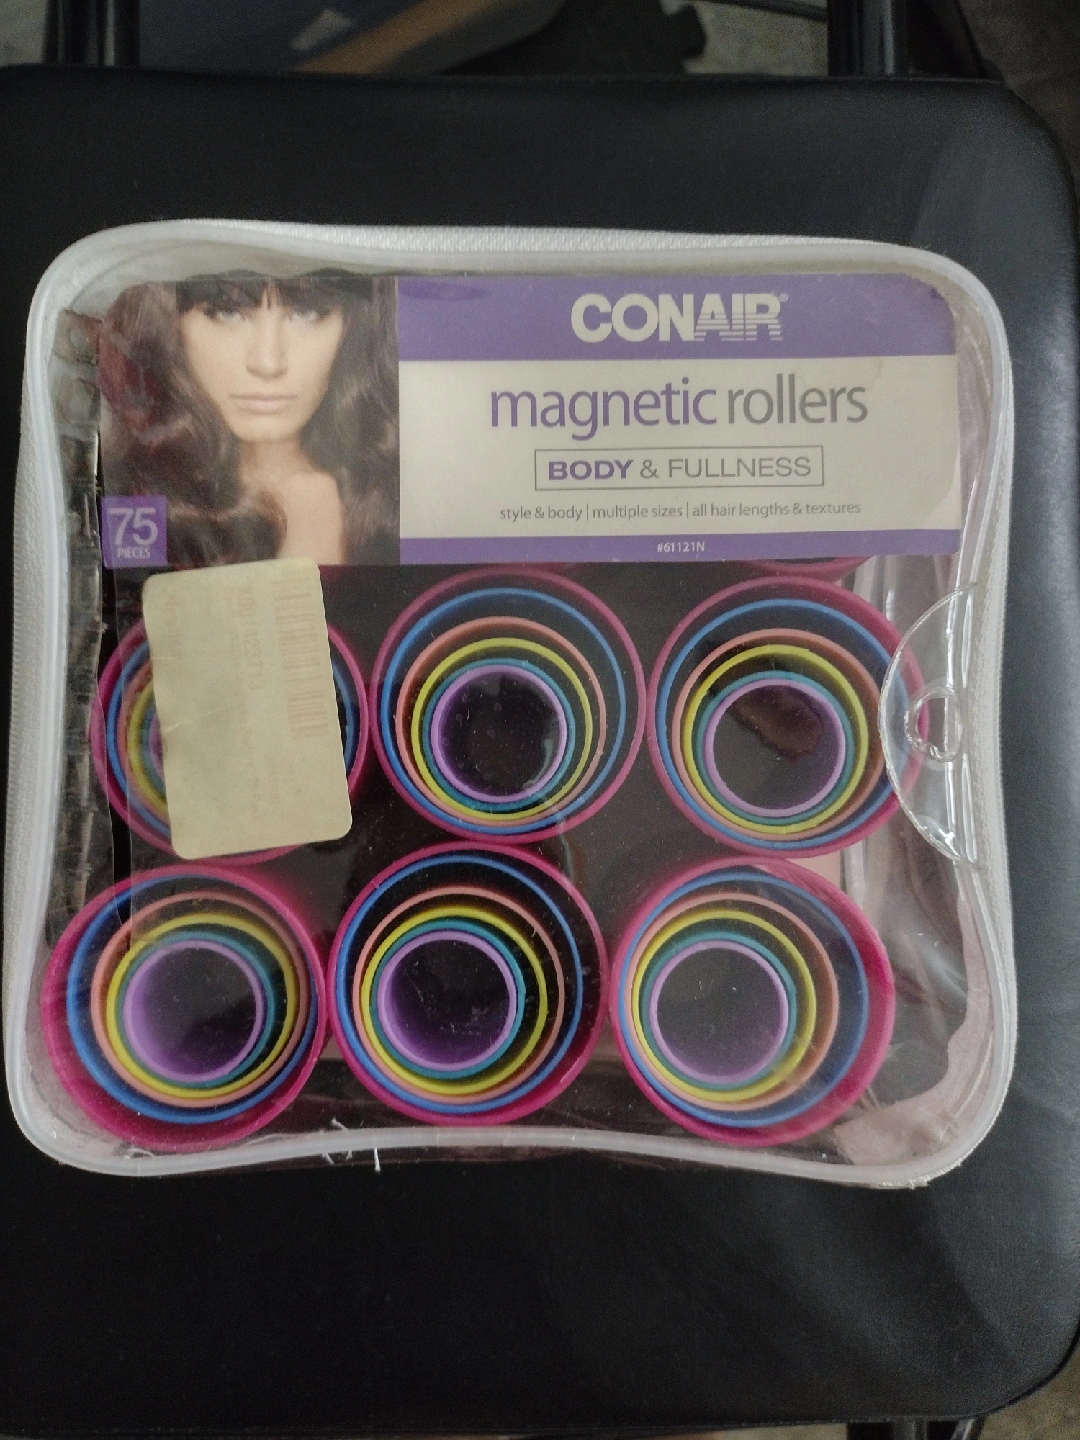 CONAIR®
magnetic rollers
BODY & FULLNESS
style & body | multiple sizes | all hair lengths & textures
#61121N
75
PIECES